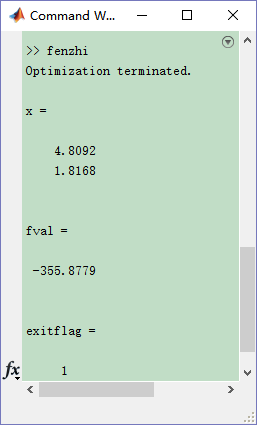 Command W...
>> fenzhi
Optimization terminated.
x =
4.8092
1.8168
fval =
-355.8779
exitflag =
fx
1